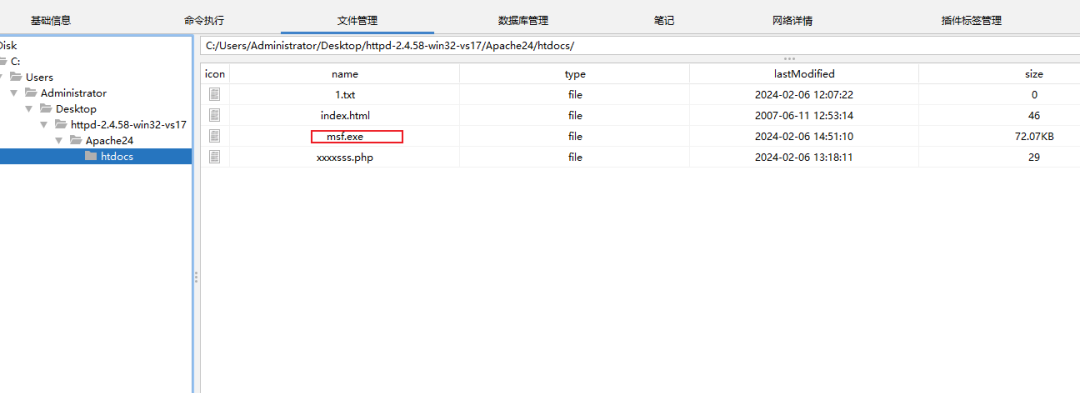 基础信息 命令执行 文件管理 数据库管理 笔记 网络详情 插件标签管理
Disk
C:/Users/Administrator/Desktop/httpd-2.4.58-win32-vs17/Apache24/htdocs/
C:
Users
Administrator
Desktop
httpd-2.4.58-win32-vs17
Apache24
htdocs
icon name type lastModified size
1.txt file 2024-02-06 12:07:22 0
index.html file 2007-06-11 12:53:14 46
msf.exe file 2024-02-06 14:51:10 72.07KB
xxxxsss.php file 2024-02-06 13:18:11 29